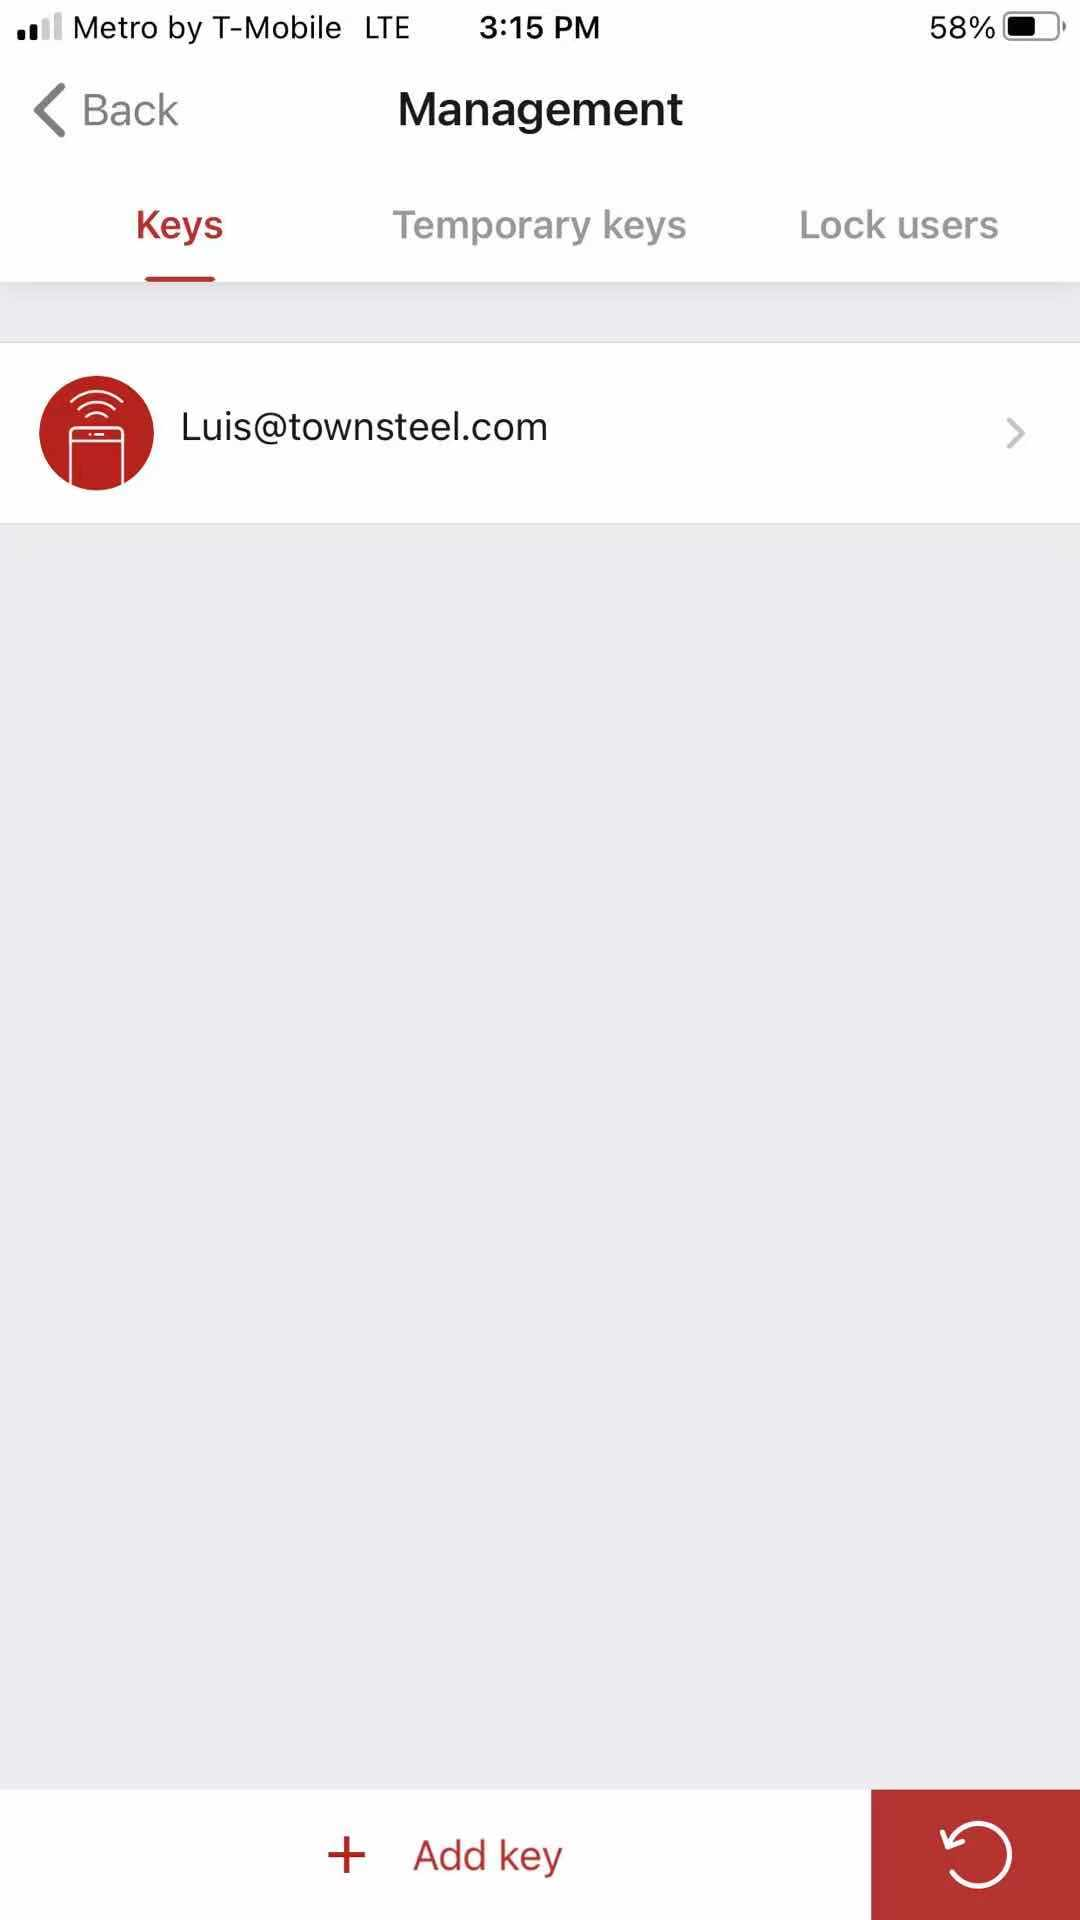 Metro by T-Mobile LTE 3:15 PM 58%
Back Management
Keys Temporary keys Lock users
Luis@townsteel.com
+ Add key